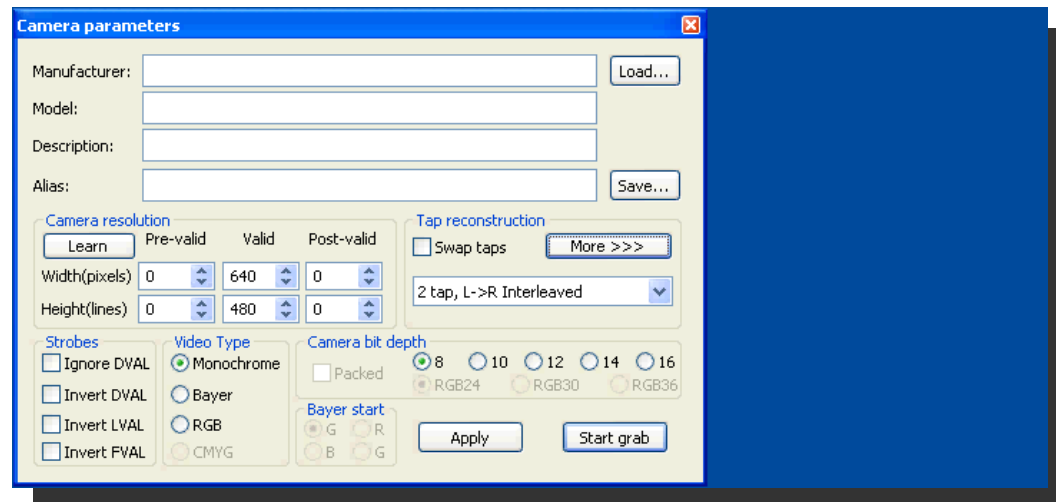 Camera parameters
Manufacturer: Load...
Model:
Description:
Alias: Save...
Camera resolution Tap reconstruction
Learn Pre-valid Valid Post-valid Swap taps More >>>
Width(pixels) 0 640 0 2 tap, L->R Interleaved
Height(lines) 0 480 0
Strobes Video Type Camera bit depth
Ignore DVAL Monochrome Packed 8 10 12 14 16
RGB24 RGB30 RGB36
Invert DVAL Bayer Bayer start
Invert LVAL RGB G R Apply Start grab
Invert FVAL CMYG B G